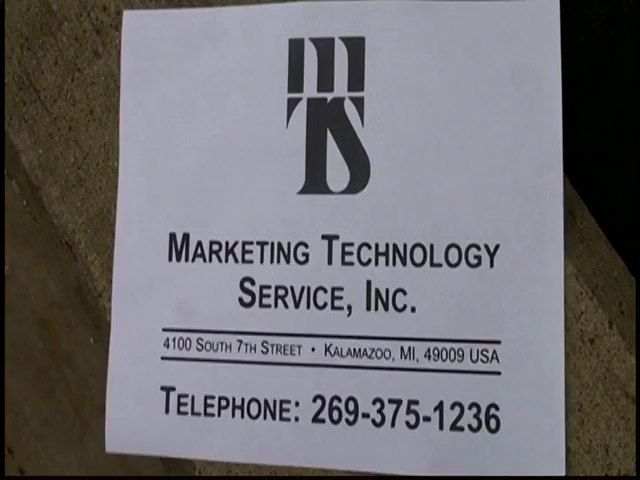 MTS
MARKETING TECHNOLOGY
SERVICE, INC.
4100 SOUTH 7TH STREET • KALAMAZOO, MI, 49009 USA
TELEPHONE: 269-375-1236